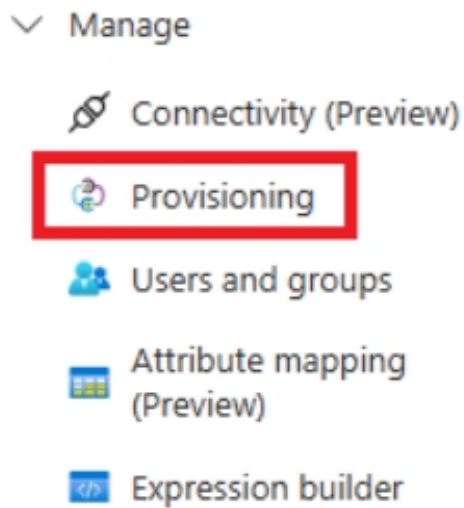 Manage
Connectivity (Preview)
Provisioning
Users and groups
Attribute mapping
(Preview)
Expression builder